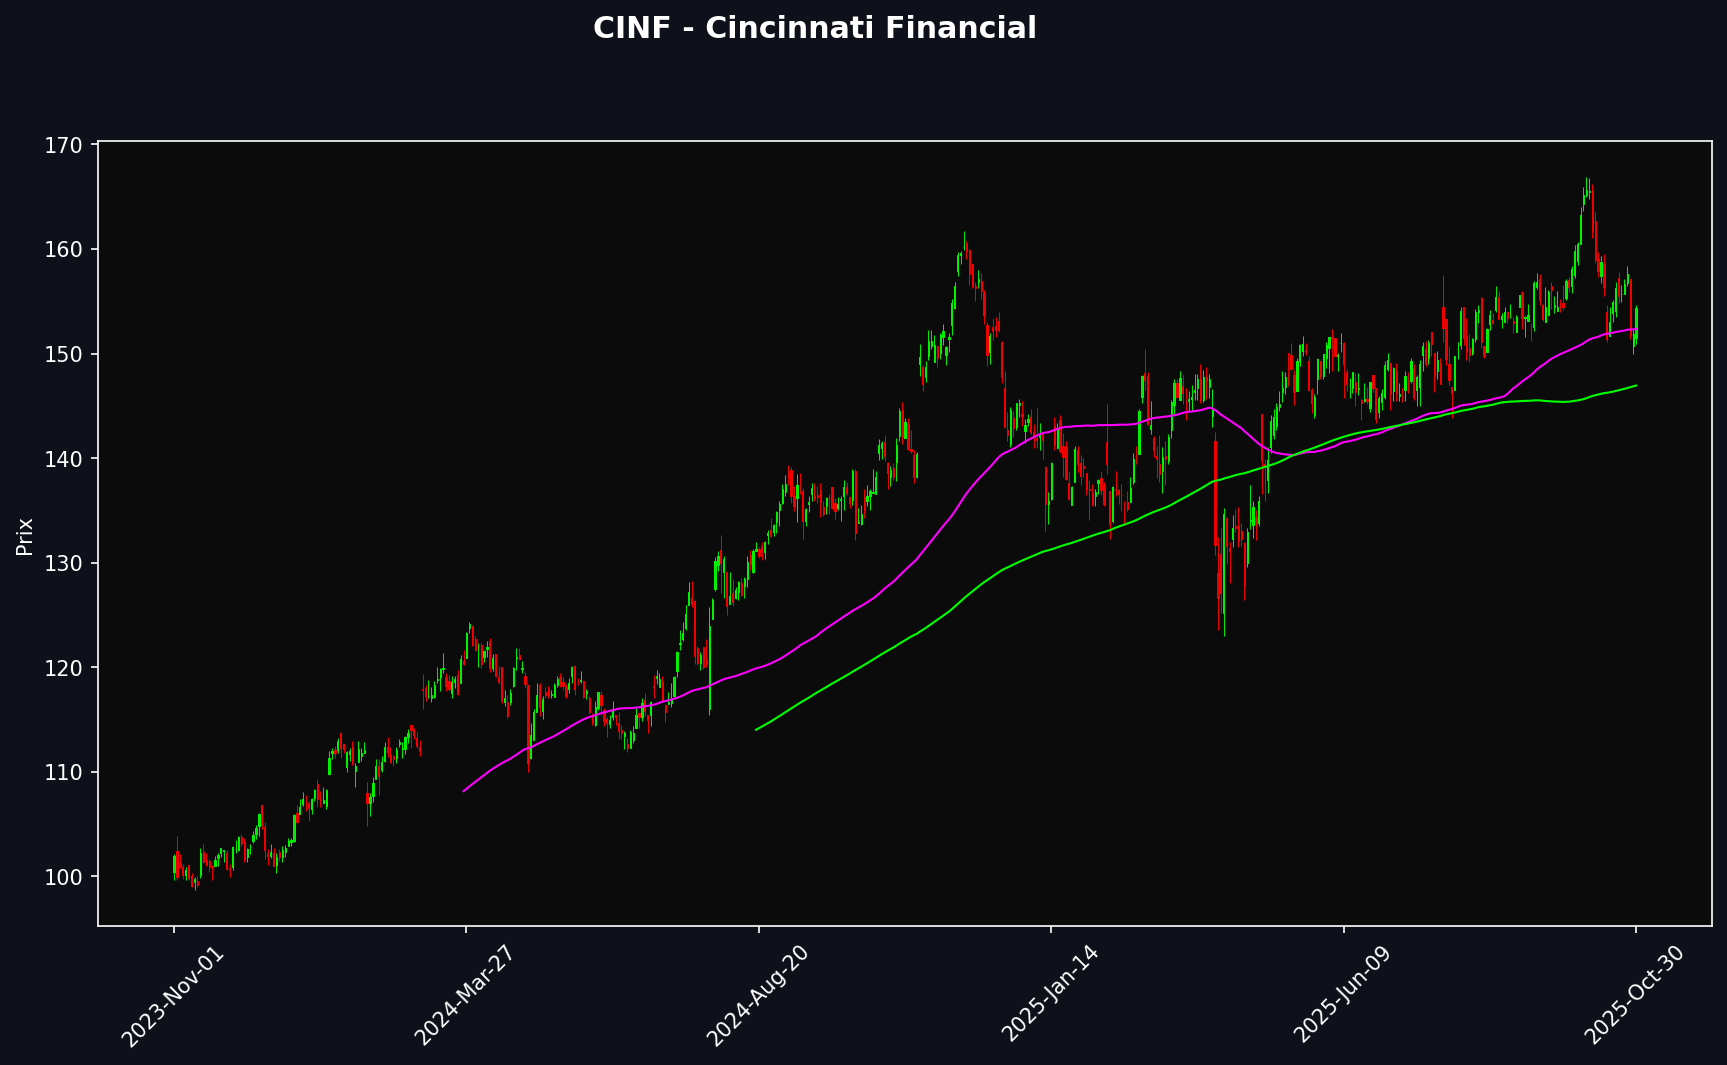 CINF - Cincinnati Financial
170
160
150
140
130
120
110
100
Prix
2023-Nov-01
2024-Mar-27
2024-Aug-20
2025-Jan-14
2025-Jun-09
2025-Oct-30